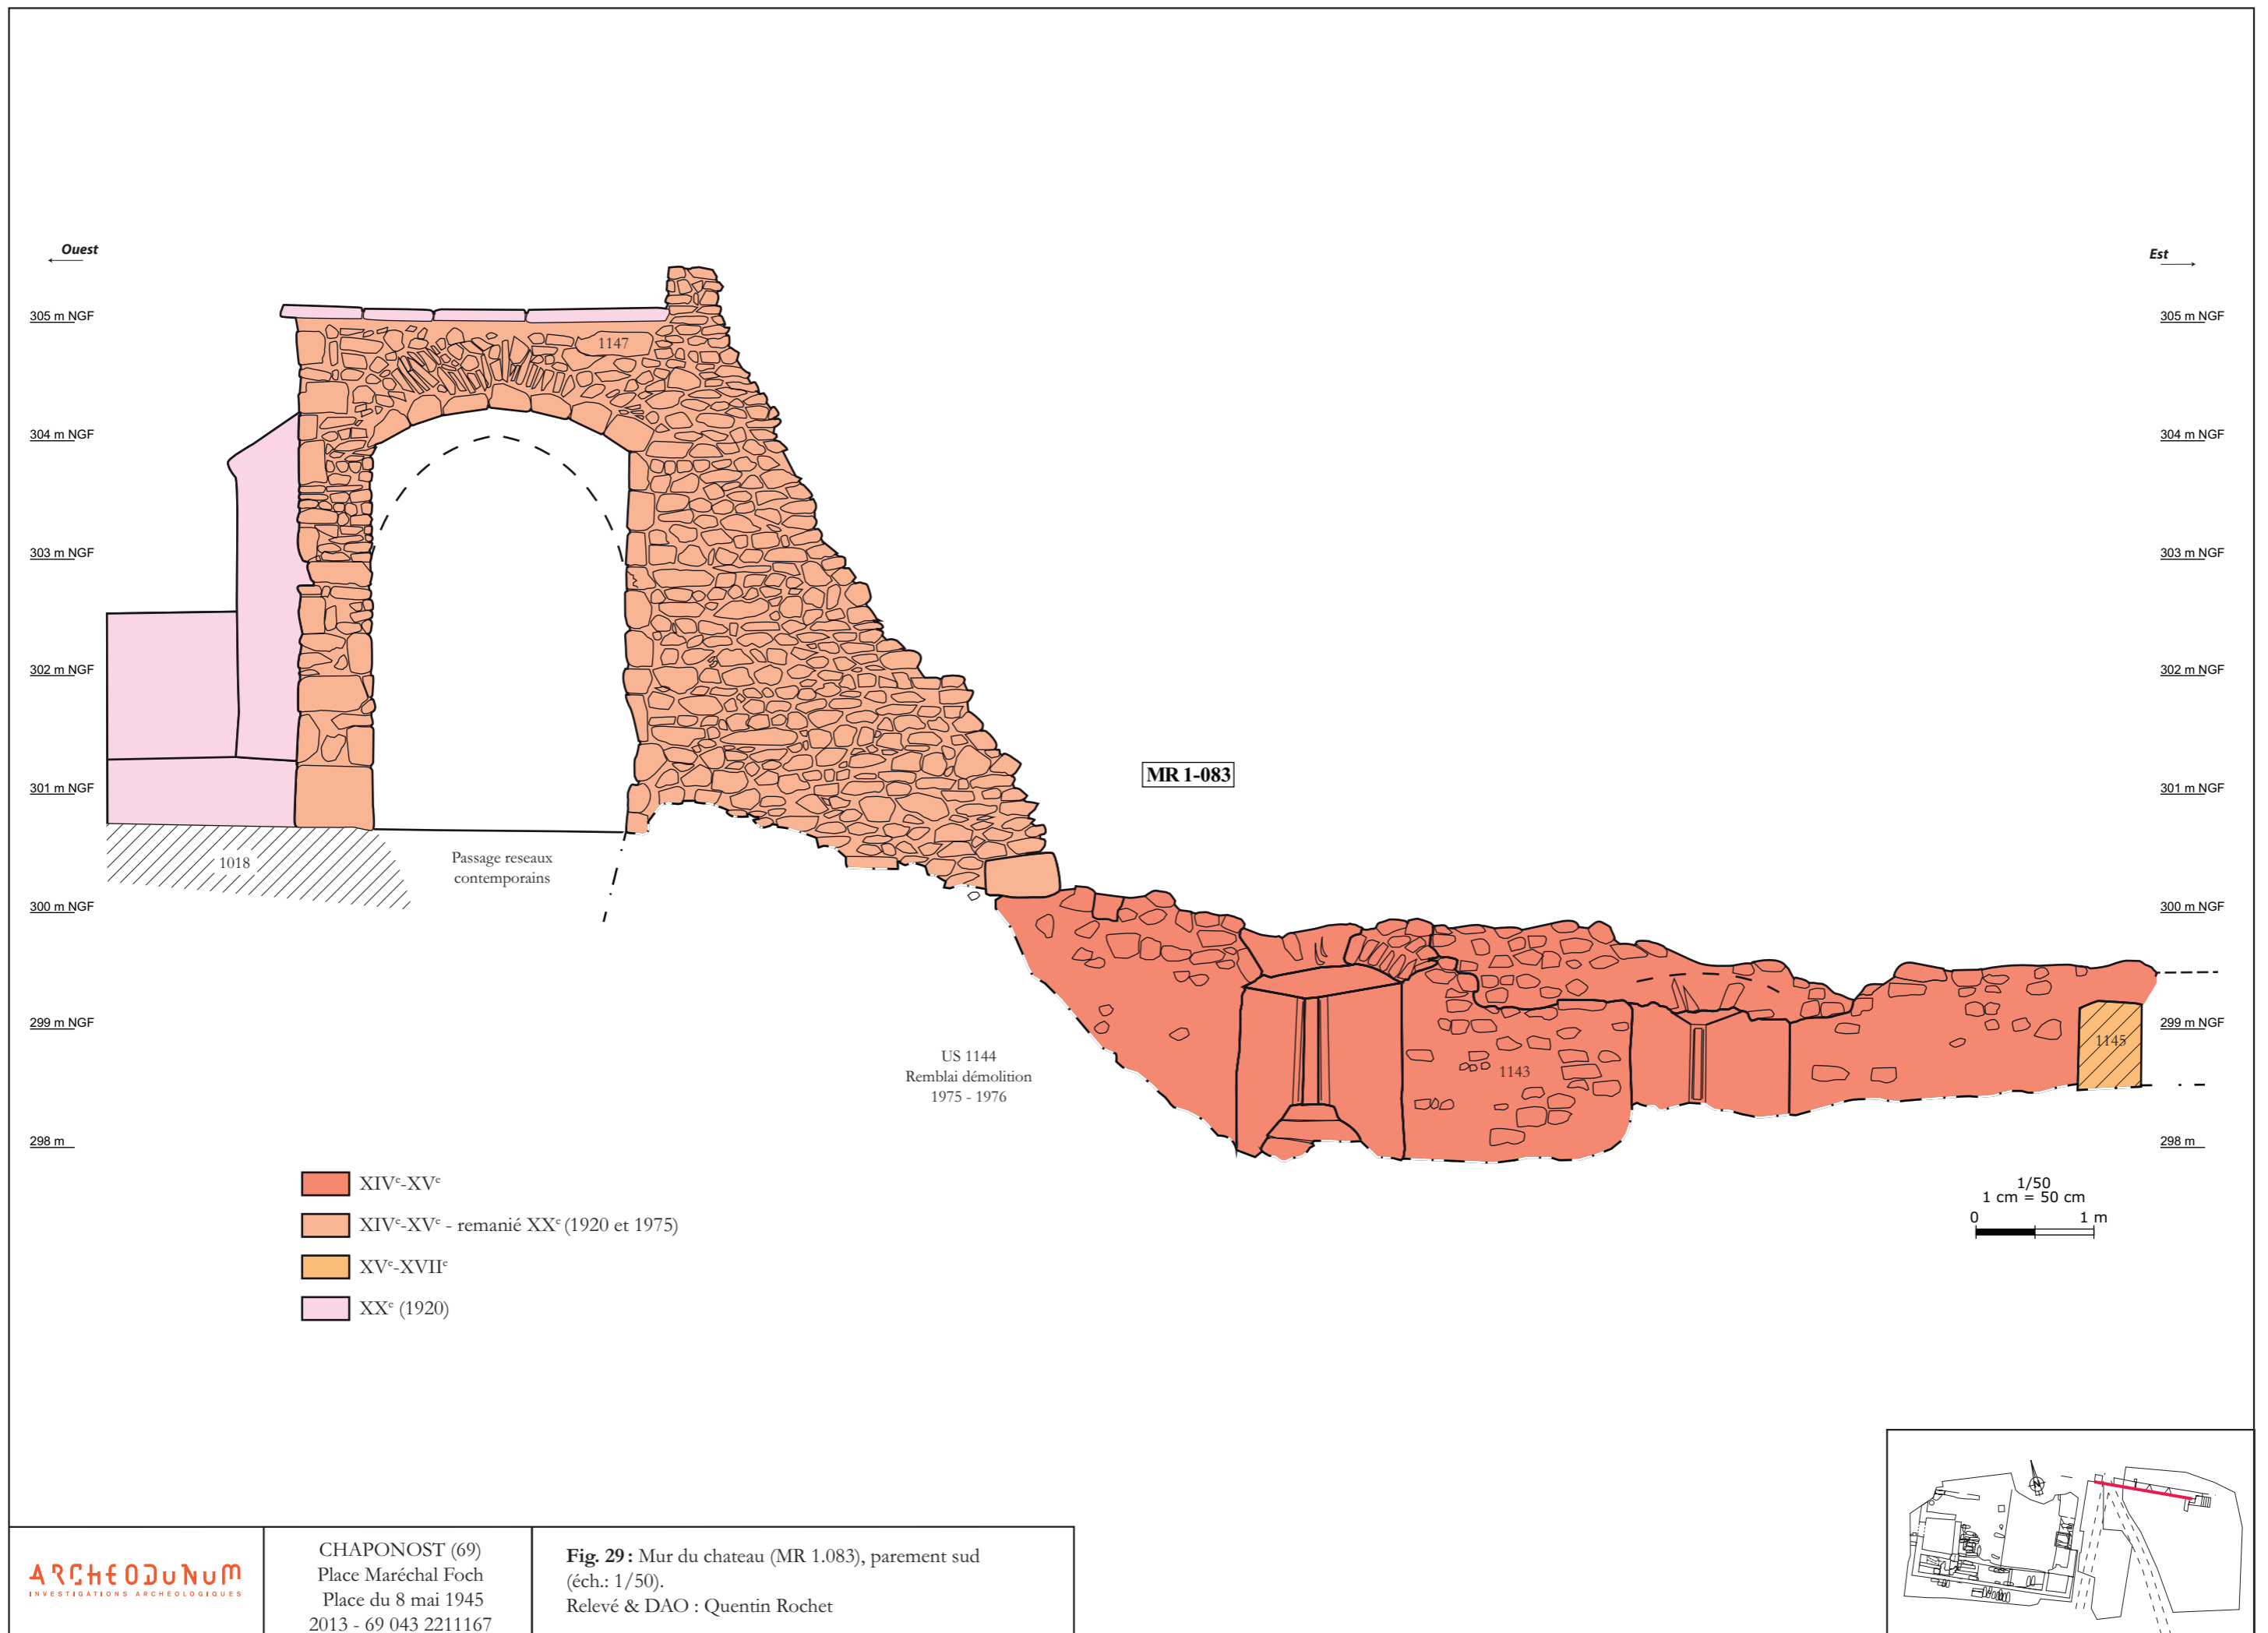 Ouest
Est
305 m NGF
305 m NGF
1147
304 m NGF
304 m NGF
303 m NGF
303 m NGF
302 m NGF
302 m NGF
MR 1-083
301 m NGF
301 m NGF
1018
Passage reseaux
contemporains
300 m NGF
300 m NGF
299 m NGF
299 m NGF
1145
US 1144
Remblai démolition
1975 - 1976
1143
298 m
298 m
XIVe-XVe
XIVe-XVe - remanié XXe (1920 et 1975)
XVe-XVIIe
XXe (1920)
1/50
1 cm = 50 cm
0 1 m
N
ARCHEODUNUM
INVESTIGATIONS ARCHÉOLOGIQUES
CHAPONOST (69)
Place Maréchal Foch
Place du 8 mai 1945
2013 - 69 043 2211167
Fig. 29 : Mur du chateau (MR 1.083), parement sud
(éch.: 1/50).
Relevé & DAO : Quentin Rochet